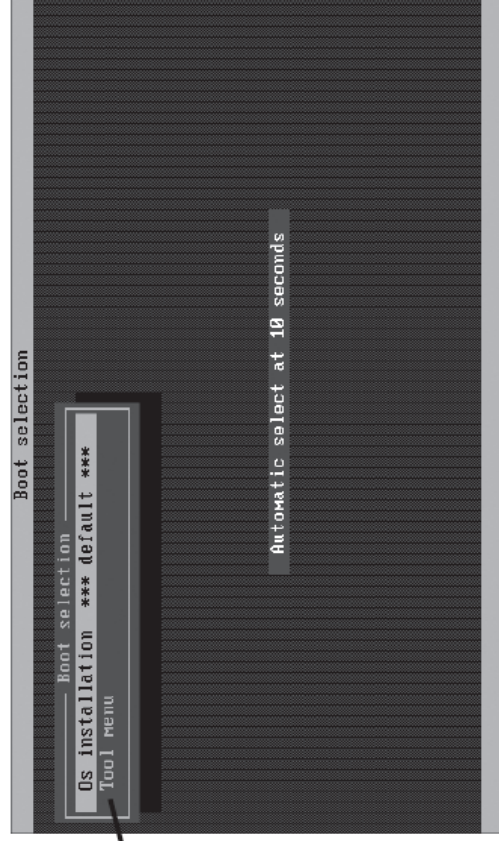 Boot selection
Boot selection
Os installation *** default ***
Tool menu
Automatic select at 10 seconds